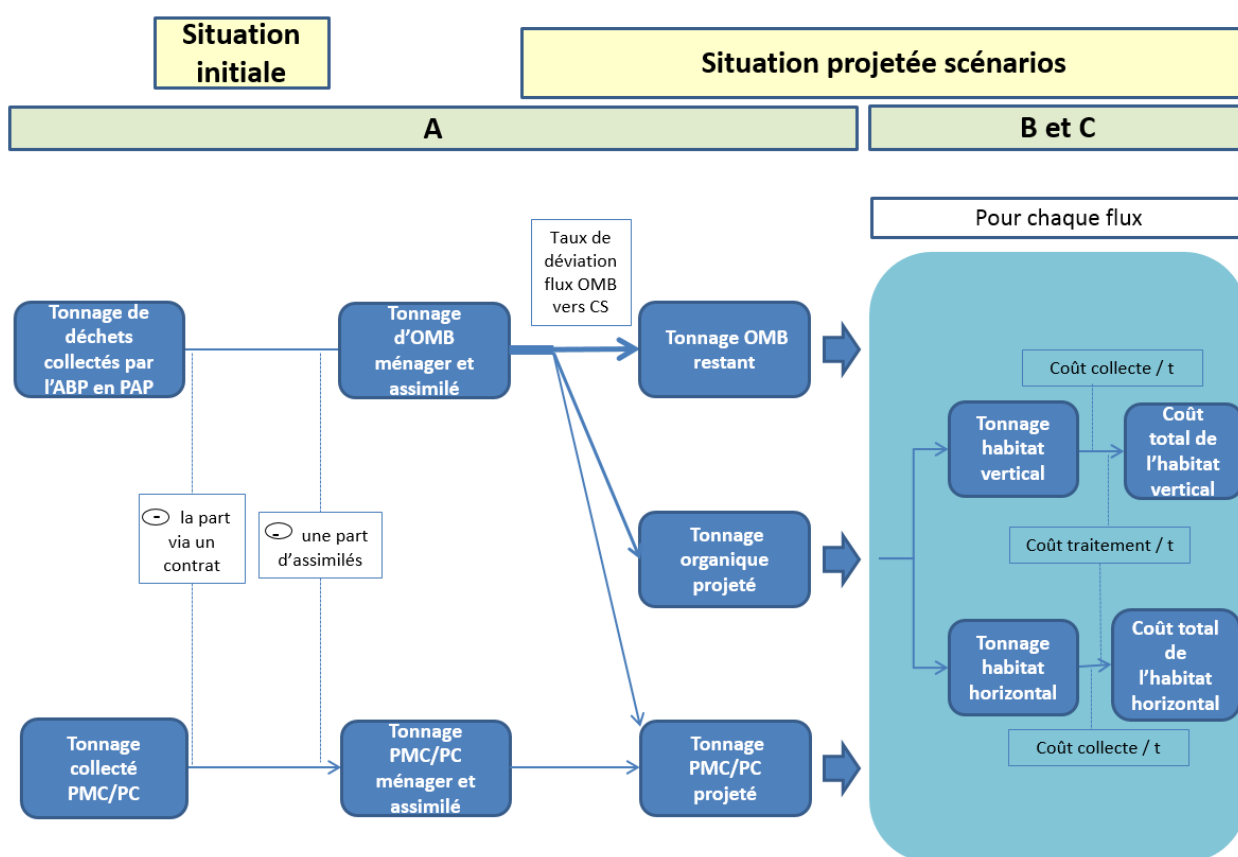 Situation
initiale
Situation projetée scénarios
A
B et C
Pour chaque flux
Taux de
déviation
flux OMB
vers CS
Tonnage de
déchets
collectés par
l'ABP en PAP
Tonnage
d'OMB
ménager et
assimilé
Tonnage OMB
restant
Coût collecte / t
Tonnage
habitat
vertical
Coût
total de
l'habitat
vertical
- la part
via un
contrat
- une part
d'assimilés
Tonnage
organique
projeté
Coût traitement / t
Tonnage
habitat
horizontal
Coût total
de
l'habitat
horizontal
Tonnage
collecté
PMC/PC
Tonnage
PMC/PC
ménager et
assimilé
Tonnage
PMC/PC
projeté
Coût collecte / t